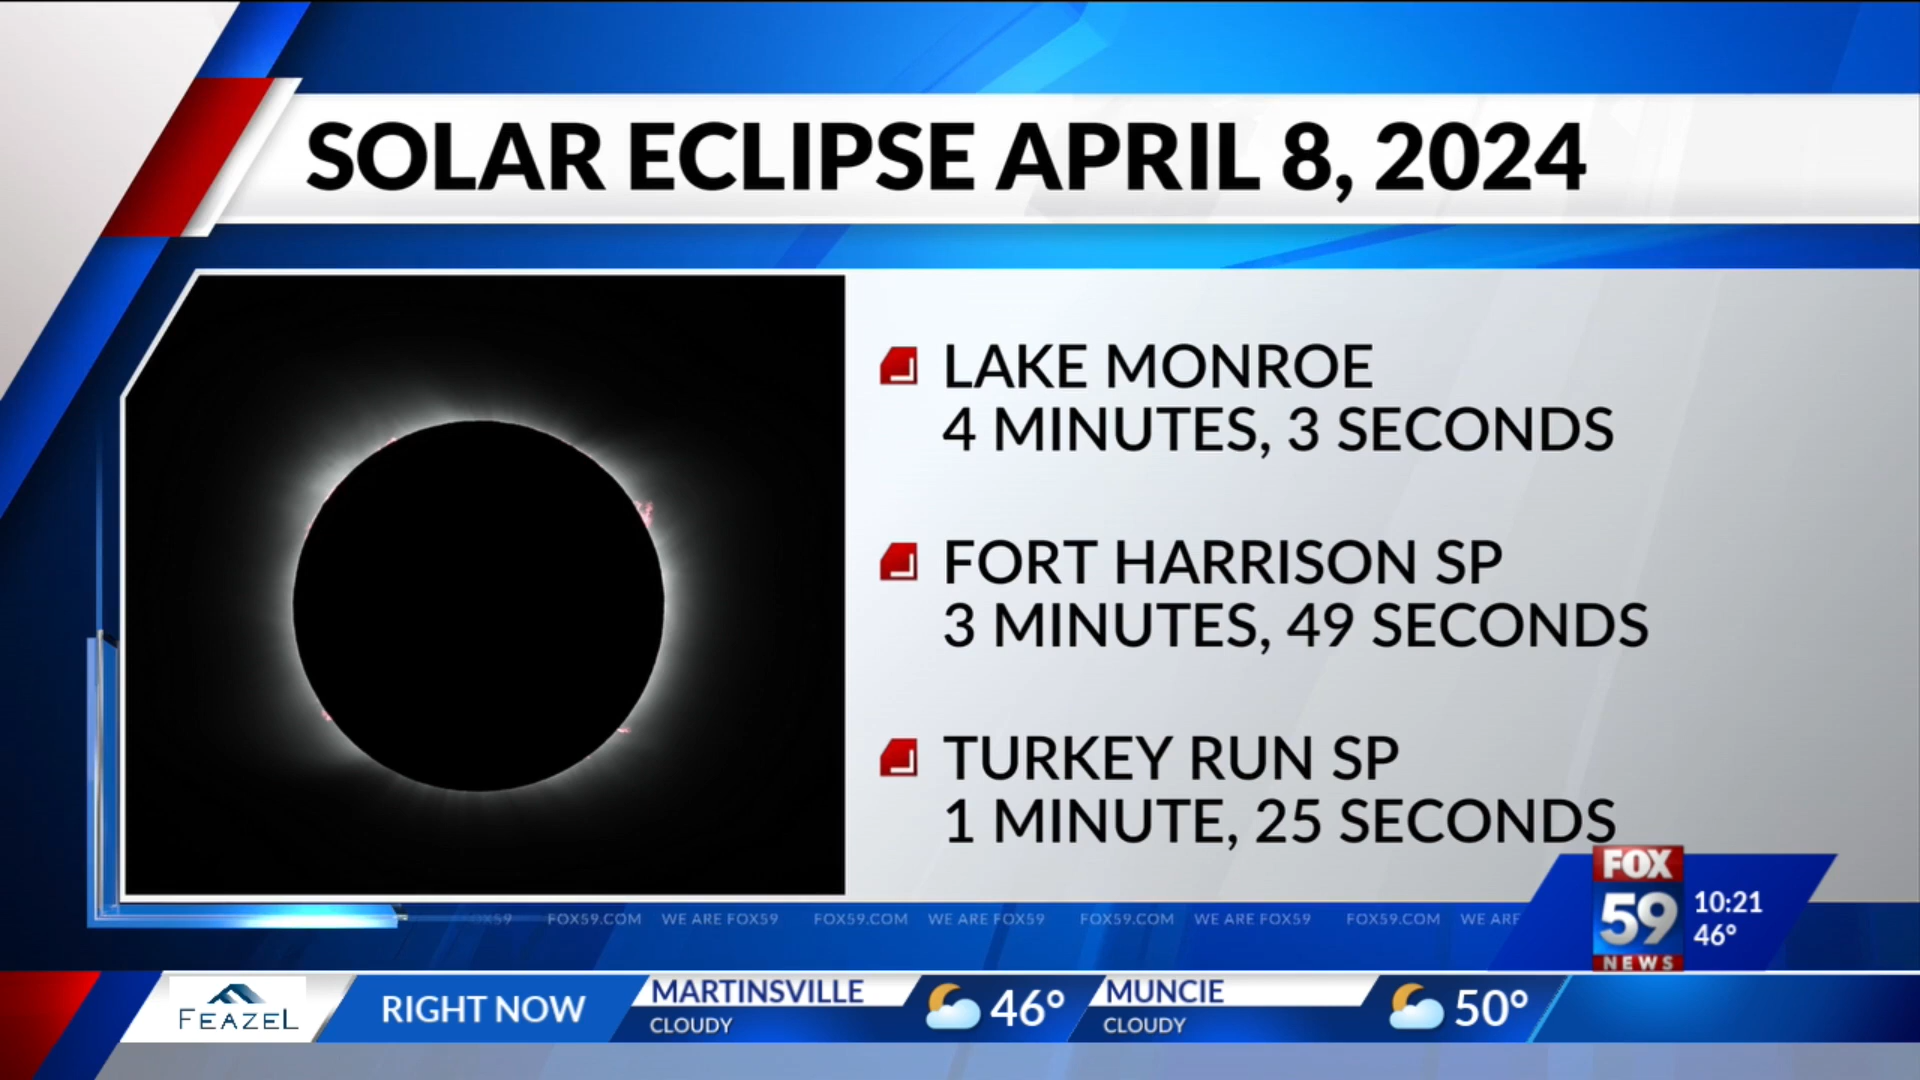 SOLAR ECLIPSE APRIL 8, 2024
LAKE MONROE
4 MINUTES, 3 SECONDS
FORT HARRISON SP
3 MINUTES, 49 SECONDS
TURKEY RUN SP
1 MINUTE, 25 SECONDS
FOX59.COM WE ARE FOX59 FOX59.COM WE ARE FOX59 FOX59.COM WE ARE FOX59 FOX59.COM WE ARE
FOX
59
NEWS
10:21
46°
FEAZEL
RIGHT NOW
MARTINSVILLE
CLOUDY
46°
MUNCIE
CLOUDY
50°